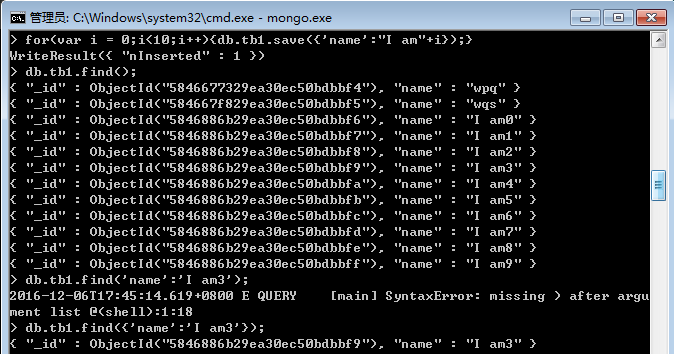 管理员: C:\Windows\system32\cmd.exe - mongo.exe
> for(var i = 0;i<10;i++){db.tb1.save({'name':"I am"+i});}
WriteResult({ "nInserted" : 1 })
> db.tb1.find();
{ "_id" : ObjectId("5846677329ea30ec50bdbbf4"), "name" : "wpq" }
{ "_id" : ObjectId("584667f829ea30ec50bdbbf5"), "name" : "wqs" }
{ "_id" : ObjectId("5846886b29ea30ec50bdbbf6"), "name" : "I am0" }
{ "_id" : ObjectId("5846886b29ea30ec50bdbbf7"), "name" : "I am1" }
{ "_id" : ObjectId("5846886b29ea30ec50bdbbf8"), "name" : "I am2" }
{ "_id" : ObjectId("5846886b29ea30ec50bdbbf9"), "name" : "I am3" }
{ "_id" : ObjectId("5846886b29ea30ec50bdbbfa"), "name" : "I am4" }
{ "_id" : ObjectId("5846886b29ea30ec50bdbbfb"), "name" : "I am5" }
{ "_id" : ObjectId("5846886b29ea30ec50bdbbfc"), "name" : "I am6" }
{ "_id" : ObjectId("5846886b29ea30ec50bdbbfd"), "name" : "I am7" }
{ "_id" : ObjectId("5846886b29ea30ec50bdbbfe"), "name" : "I am8" }
{ "_id" : ObjectId("5846886b29ea30ec50bdbbff"), "name" : "I am9" }
> db.tb1.find('name':'I am3');
2016-12-06T17:45:14.619+0800 E QUERY    [main] SyntaxError: missing ) after argu
ment list @(shell):1:18
> db.tb1.find({'name':'I am3'});
{ "_id" : ObjectId("5846886b29ea30ec50bdbbf9"), "name" : "I am3" }